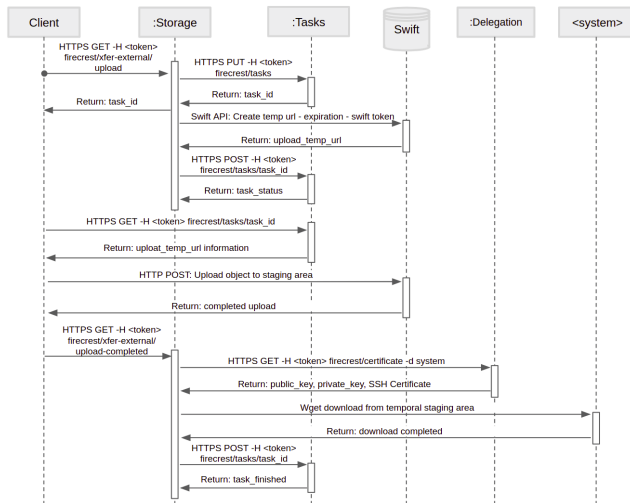 Client
:Storage
:Tasks
Swift
:Delegation
<system>
HTTPS GET -H <token>
firecrest/xfer-external/
upload
HTTPS PUT -H <token>
firecrest/tasks
Return: task_id
Return: task_id
Swift API: Create temp url - expiration - swift token
Return: upload_temp_url
HTTPS POST -H <token>
firecrest/tasks/task_id
Return: task_status
HTTPS GET -H <token> firecrest/tasks/task_id
Return: uploat_temp_url information
HTTP POST: Upload object to staging area
Return: completed upload
HTTPS GET -H <token>
firecrest/xfer-external/
upload-completed
HTTPS GET -H <token> firecrest/certificate -d system
Return: public_key, private_key, SSH Certificate
Wget download from temporal staging area
Return: download completed
HTTPS POST -H <token>
firecrest/tasks/task_id
Return: task_finished